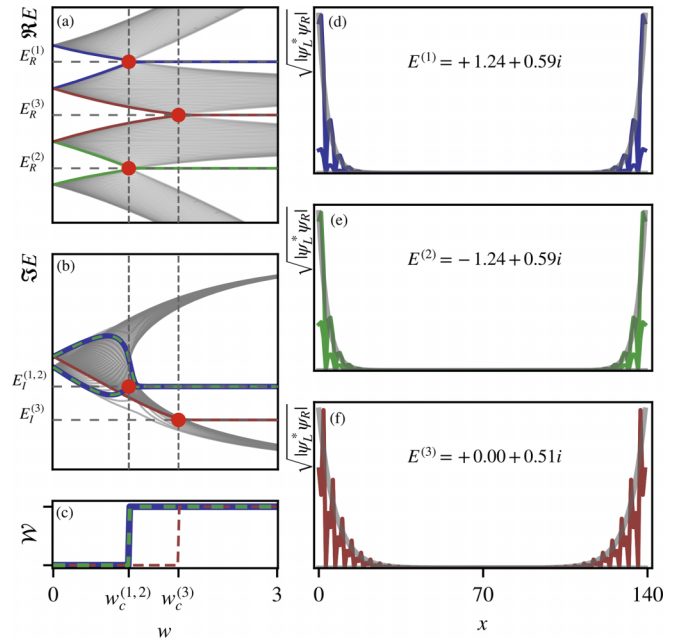 (a)
ℜE
E_R^{(1)}
E_R^{(3)}
E_R^{(2)}
(b)
ℑE
E_I^{(1,2)}
E_I^{(3)}
(c)
𝒲
0 w_c^{(1,2)} w_c^{(3)} 3
w
(d)
√|ψ_L^* ψ_R|
E^{(1)} = +1.24 + 0.59i
(e)
√|ψ_L^* ψ_R|
E^{(2)} = −1.24 + 0.59i
(f)
√|ψ_L^* ψ_R|
E^{(3)} = +0.00 + 0.51i
0 70 140
x